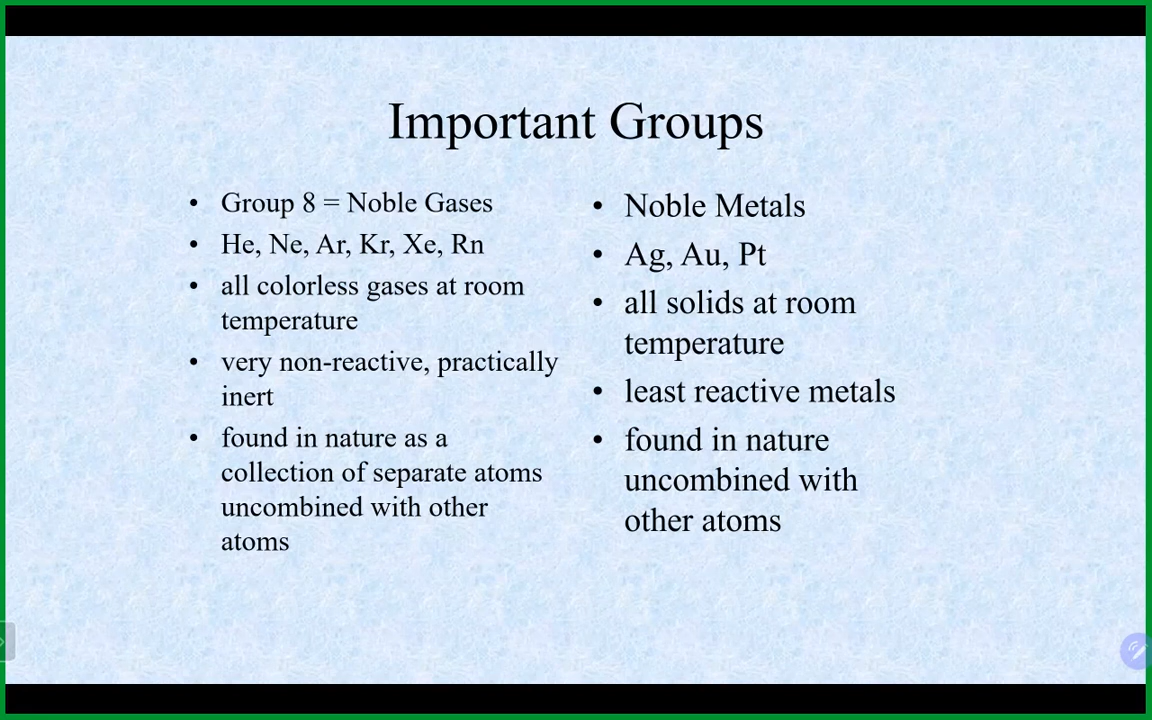 Important Groups
• Group 8 = Noble Gases
• He, Ne, Ar, Kr, Xe, Rn
• all colorless gases at room
temperature
• very non-reactive, practically
inert
• found in nature as a
collection of separate atoms
uncombined with other
atoms
• Noble Metals
• Ag, Au, Pt
• all solids at room
temperature
• least reactive metals
• found in nature
uncombined with
other atoms